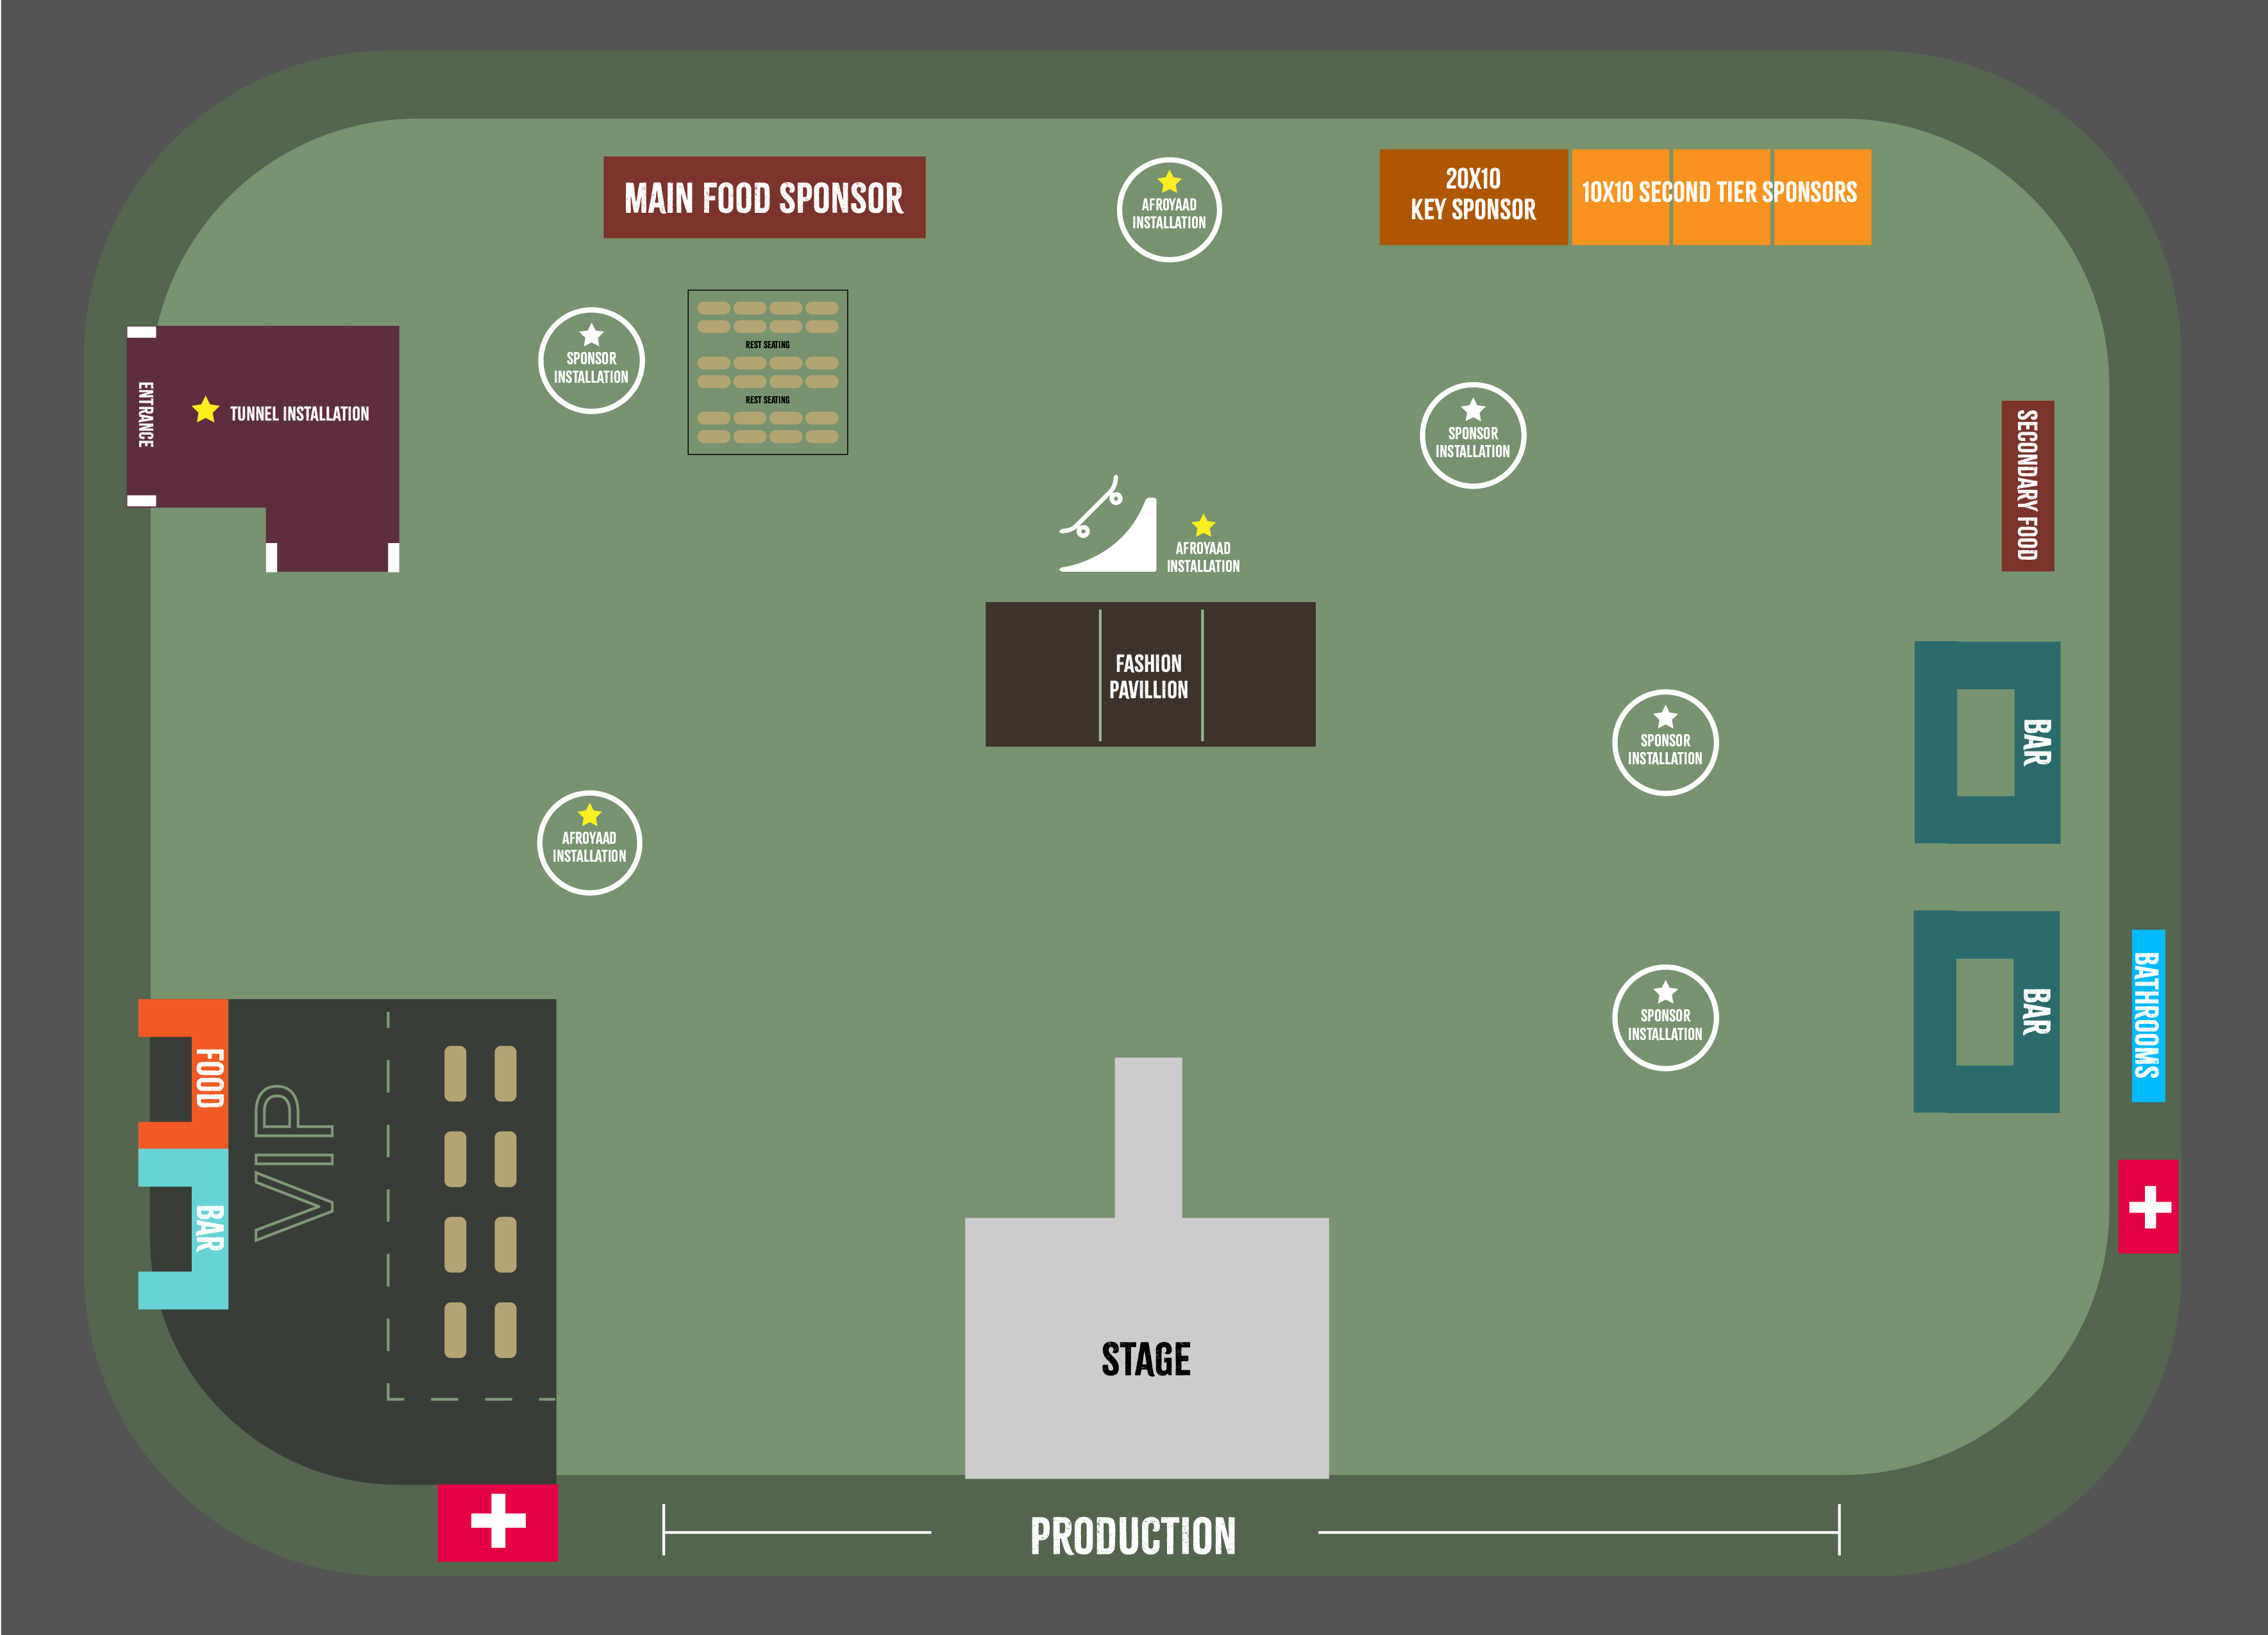 MAIN FOOD SPONSOR
AFROYAAD
INSTALLATION
20X10
KEY SPONSOR
10X10 SECOND TIER SPONSORS
SPONSOR
INSTALLATION
REST SEATING
REST SEATING
ENTRANCE
TUNNEL INSTALLATION
SPONSOR
INSTALLATION
SECONDARY FOOD
AFROYAAD
INSTALLATION
FASHION
PAVILLION
SPONSOR
INSTALLATION
BAR
AFROYAAD
INSTALLATION
SPONSOR
INSTALLATION
BAR
BATHROOMS
FOOD
BAR
VIP
STAGE
PRODUCTION